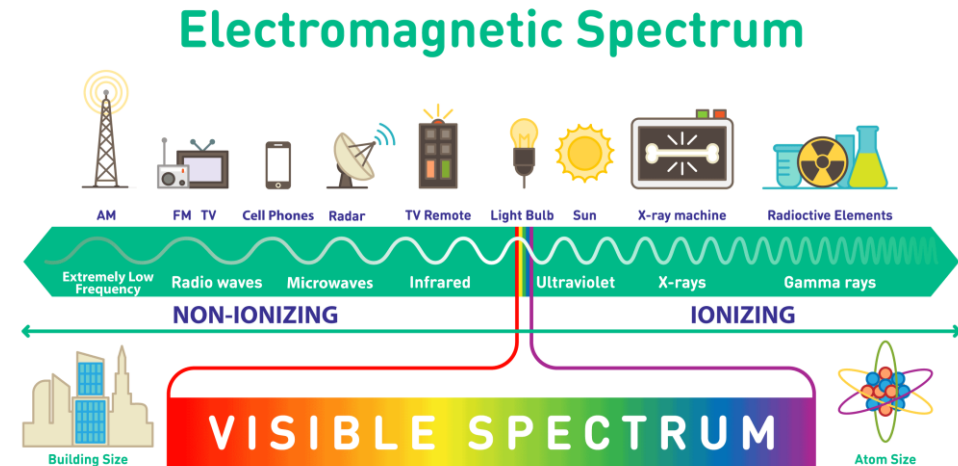 Electromagnetic Spectrum
AM
FM TV
Cell Phones
Radar
TV Remote
Light Bulb
Sun
X-ray machine
Radioctive Elements
Extremely Low
Frequency
Radio waves
Microwaves
Infrared
Ultraviolet
X-rays
Gamma rays
NON-IONIZING
IONIZING
VISIBLE SPECTRUM
Building Size
Atom Size